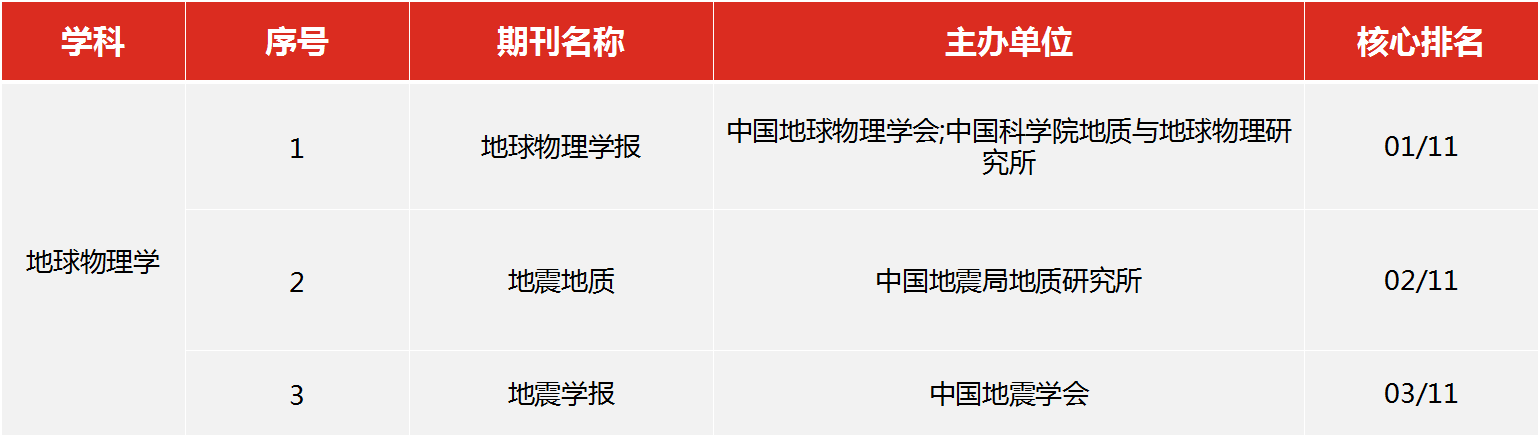 学科 序号 期刊名称 主办单位 核心排名
地球物理学
1 地球物理学报 中国地球物理学会;中国科学院地质与地球物理研
究所 01/11
2 地震地质 中国地震局地质研究所 02/11
3 地震学报 中国地震学会 03/11